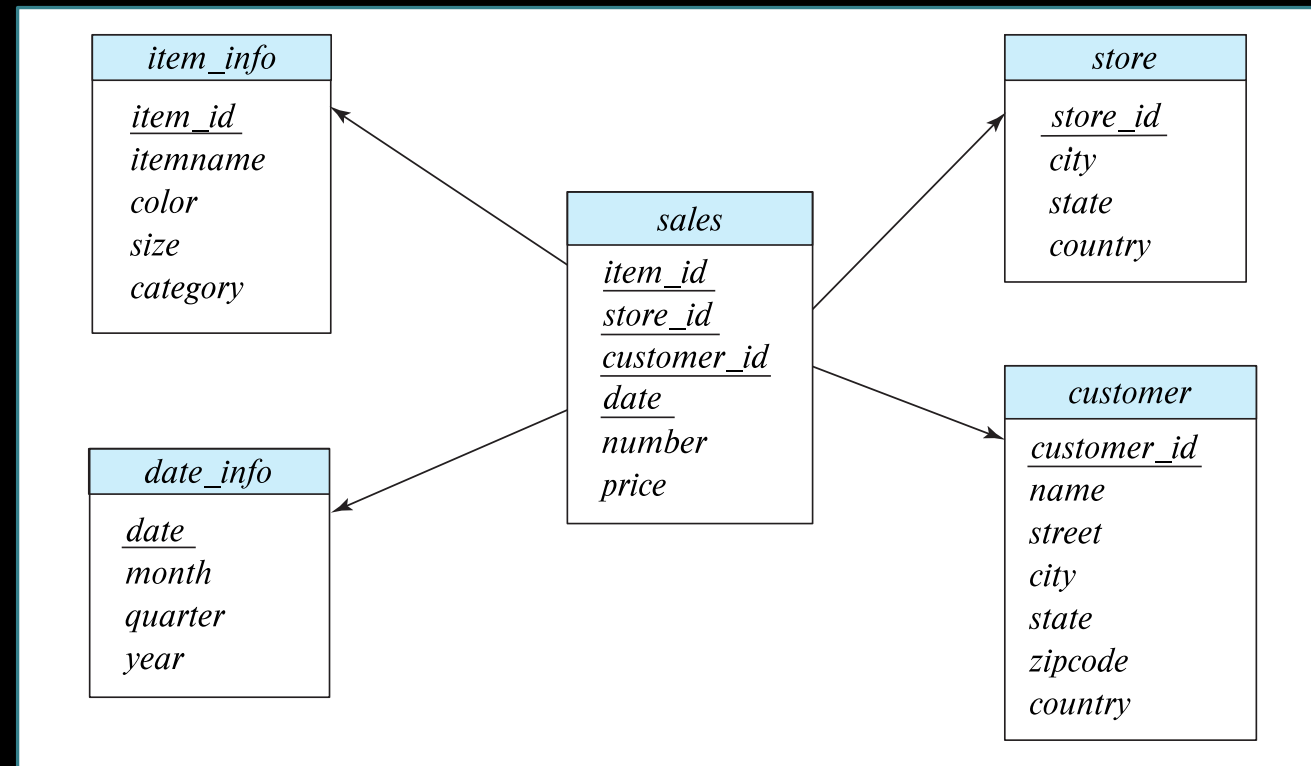 item_info
item_id
itemname
color
size
category
store
store_id
city
state
country
sales
item_id
store_id
customer_id
date
number
price
date_info
date
month
quarter
year
customer
customer_id
name
street
city
state
zipcode
country